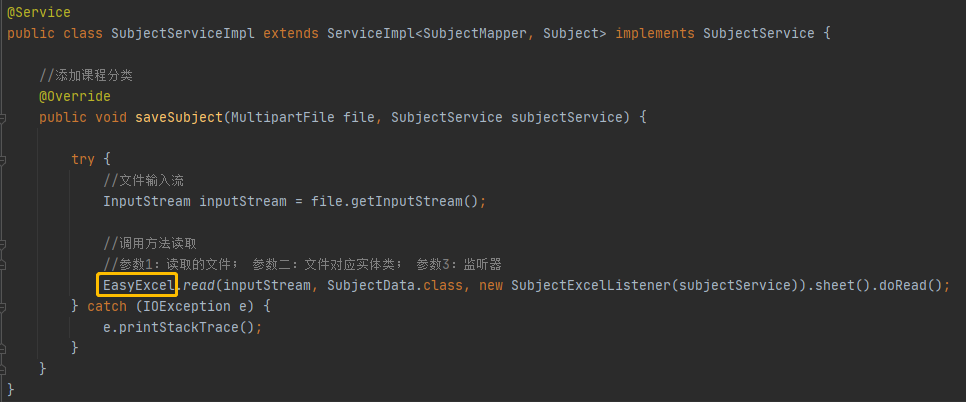 @Service
public class SubjectServiceImpl extends ServiceImpl<SubjectMapper, Subject> implements SubjectService {
//添加课程分类
@Override
public void saveSubject(MultipartFile file, SubjectService subjectService) {
try {
//文件输入流
InputStream inputStream = file.getInputStream();
//调用方法读取
//参数1：读取的文件； 参数二：文件对应实体类； 参数3：监听器
EasyExcel.read(inputStream, SubjectData.class, new SubjectExcelListener(subjectService)).sheet().doRead();
} catch (IOException e) {
e.printStackTrace();
}
}
}